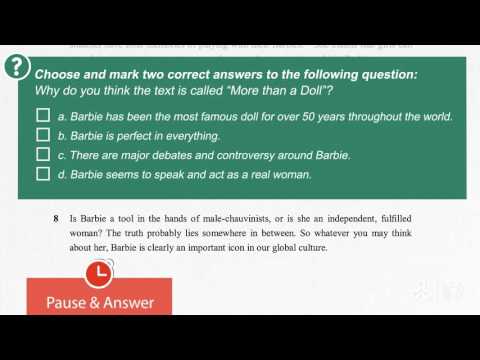 ?
Choose and mark two correct answers to the following question:
Why do you think the text is called “More than a Doll”?
a. Barbie has been the most famous doll for over 50 years throughout the world.
b. Barbie is perfect in everything.
c. There are major debates and controversy around Barbie.
d. Barbie seems to speak and act as a real woman.
8 Is Barbie a tool in the hands of male-chauvinists, or is she an independent, fulfilled
woman? The truth probably lies somewhere in between. So whatever you may think
about her, Barbie is clearly an important icon in our global culture.
Pause & Answer